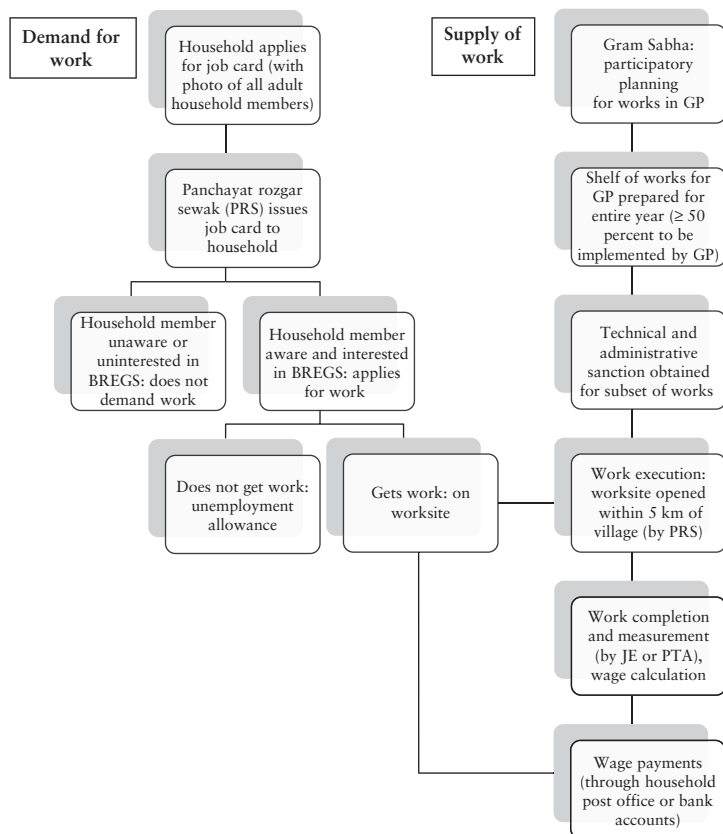 Demand for
work
Household applies
for job card (with
photo of all adult
household members)
Panchayat rozgar
sewak (PRS) issues
job card to
household
Household member
unaware or
uninterested in
BREGS: does not
demand work
Household member
aware and interested
in BREGS: applies
for work
Does not get work:
unemployment
allowance
Gets work: on
worksite
Supply of
work
Gram Sabha:
participatory
planning
for works in GP
Shelf of works for
GP prepared for
entire year (≥ 50
percent to be
implemented by GP)
Technical and
administrative
sanction obtained
for subset of works
Work execution:
worksite opened
within 5 km of
village (by PRS)
Work completion
and measurement
(by JE or PTA),
wage calculation
Wage payments
(through household
post office or bank
accounts)